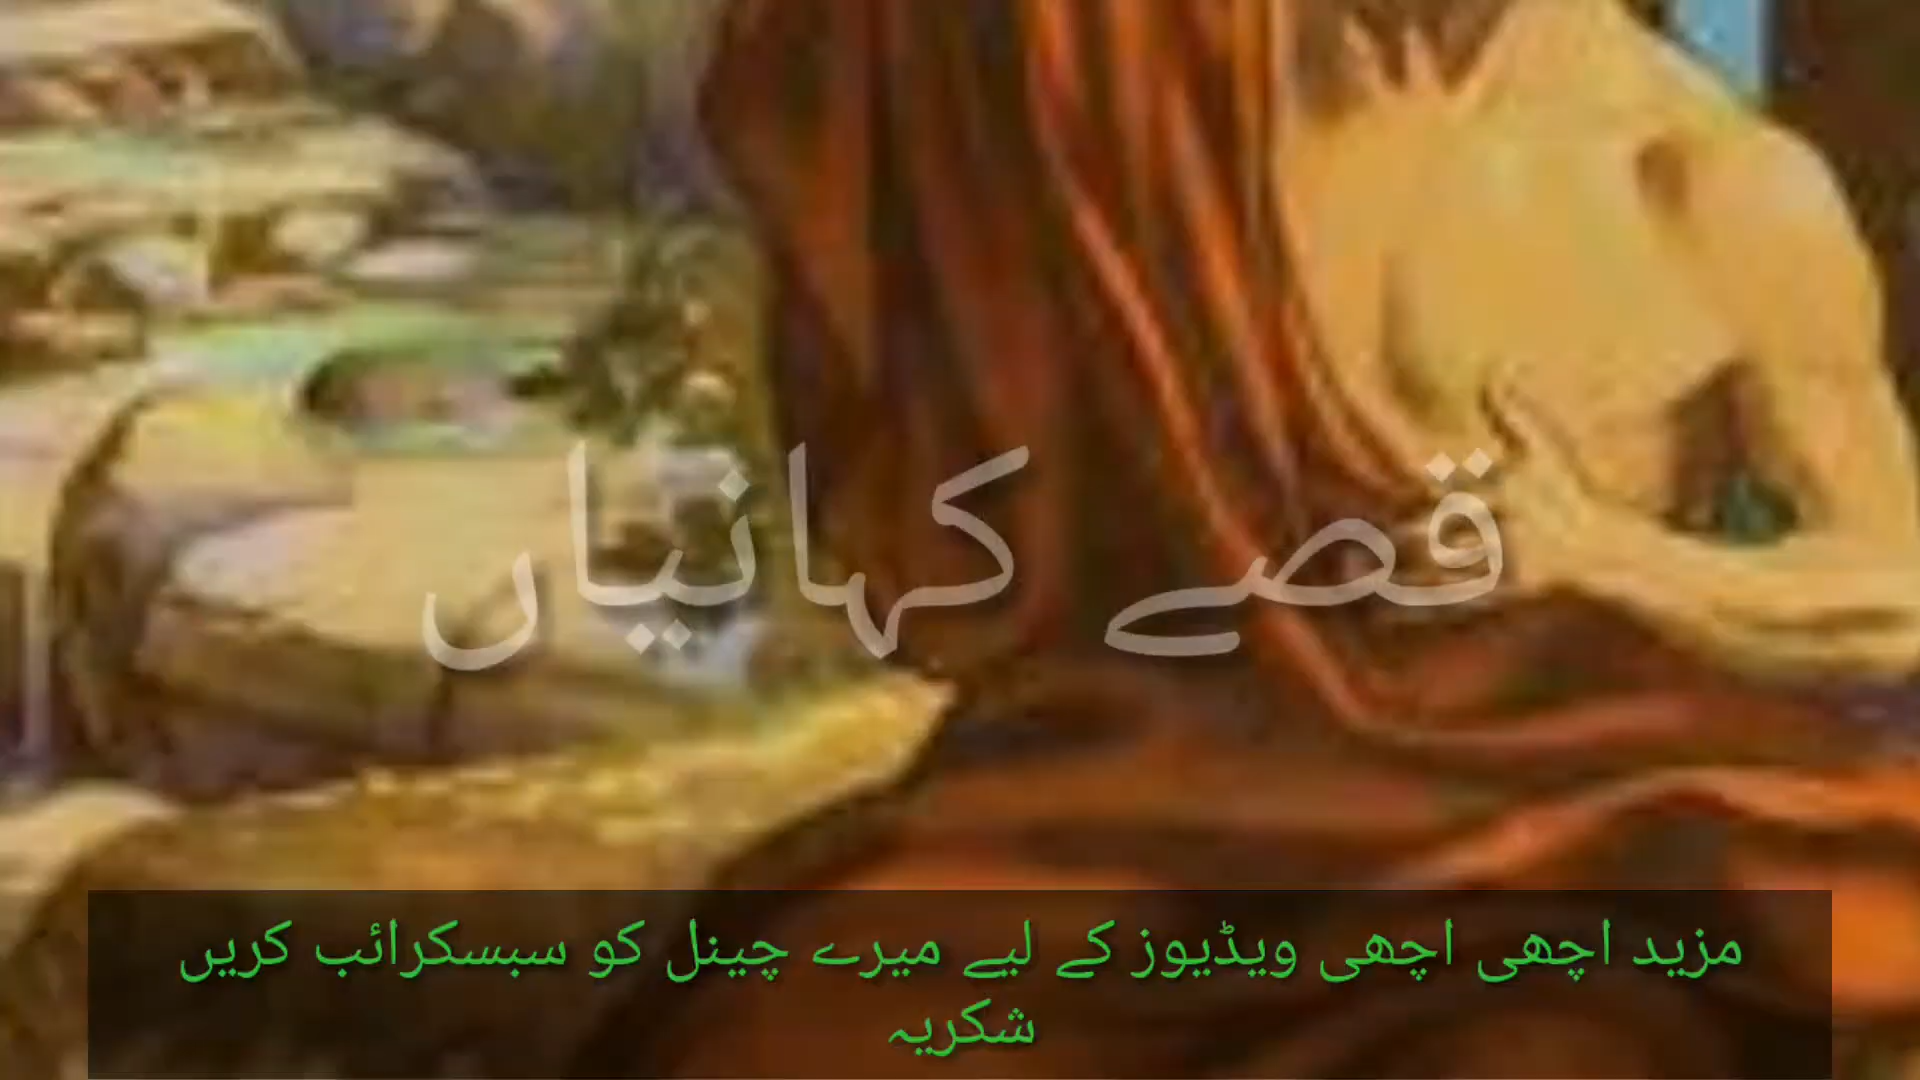 قصے کہانیاں
مزید اچھی اچھی ویڈیوز کے لیے میرے چینل کو سبسکرائب کریں
شکریہ